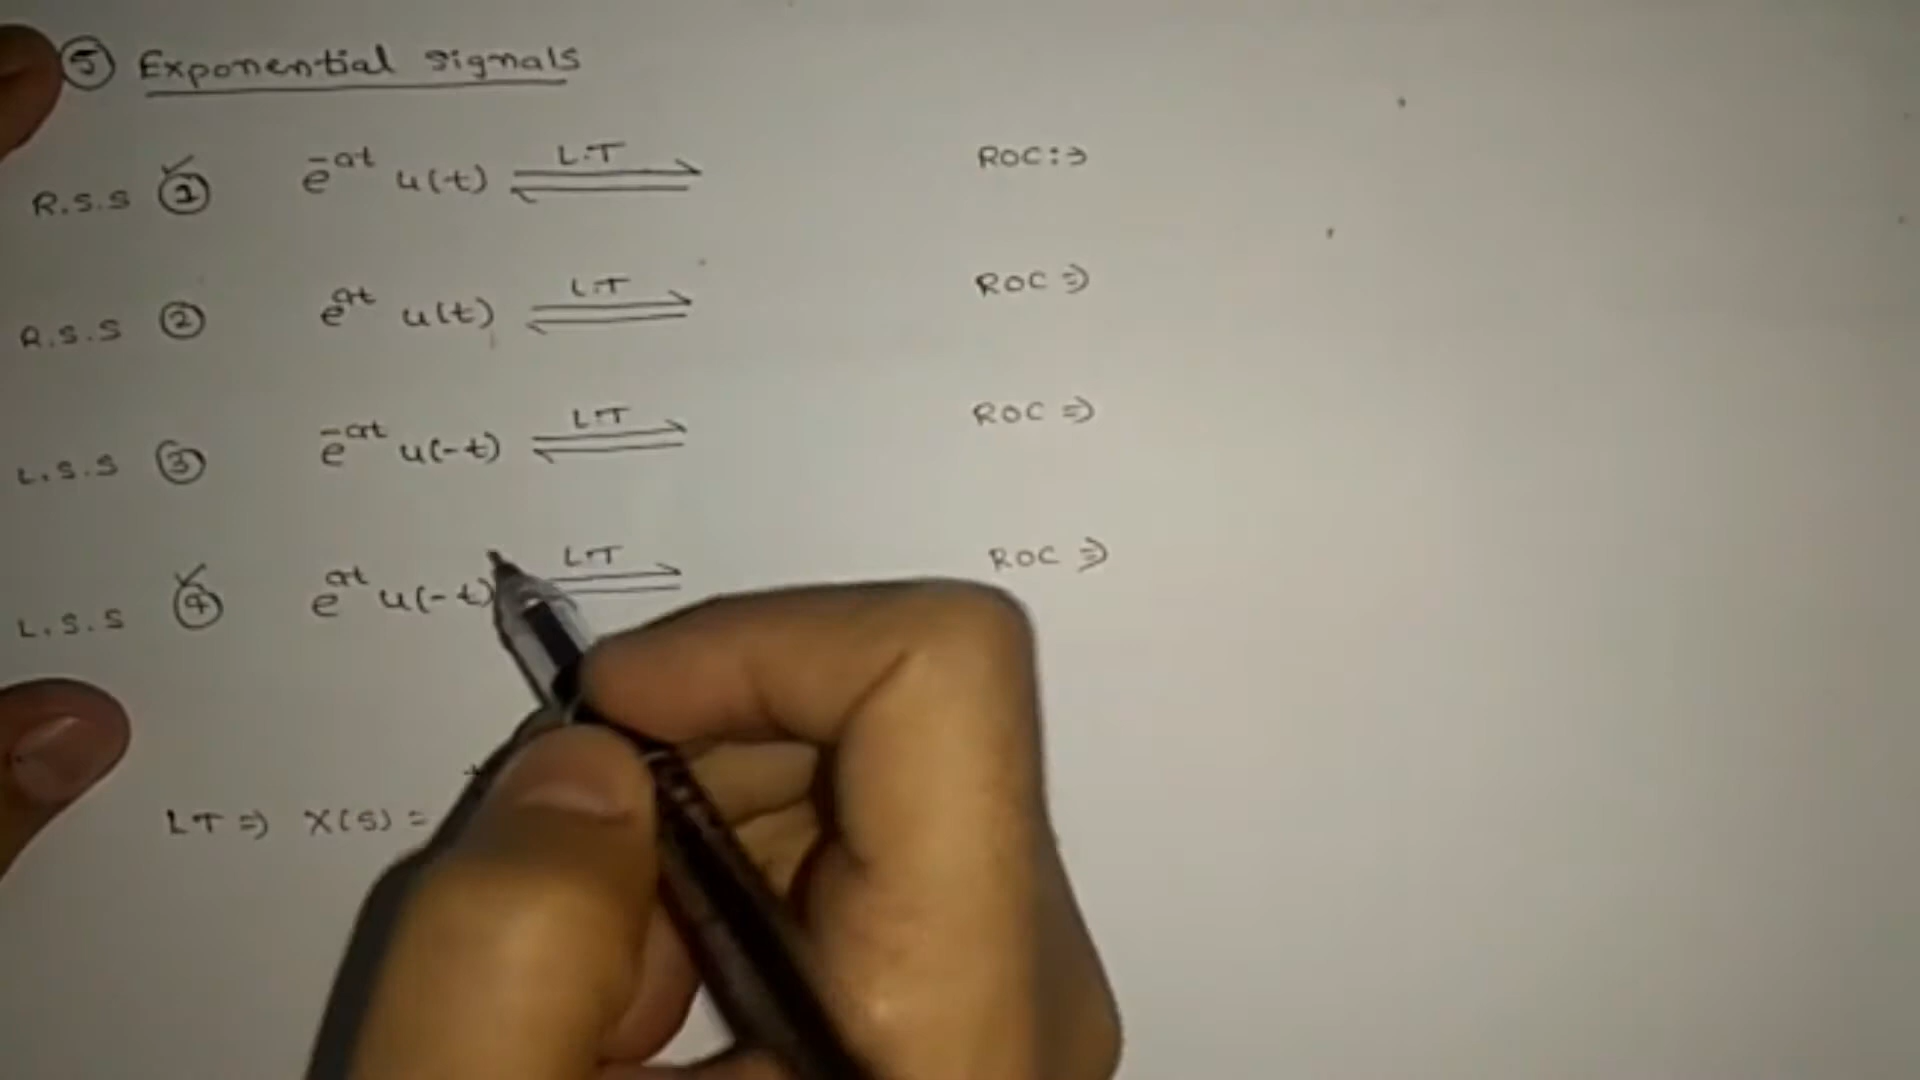 ⑤ Exponential signals
R.S.S ① e^-at u(t) L.T ⇌ ROC:⇒
R.S.S ② e^at u(t) L.T ⇌ ROC ⇒
L.S.S ③ e^-at u(-t) L.T ⇌ ROC ⇒
L.S.S ④ e^at u(-t) L.T ⇌ ROC ⇒
LT ⇒ X(S) =